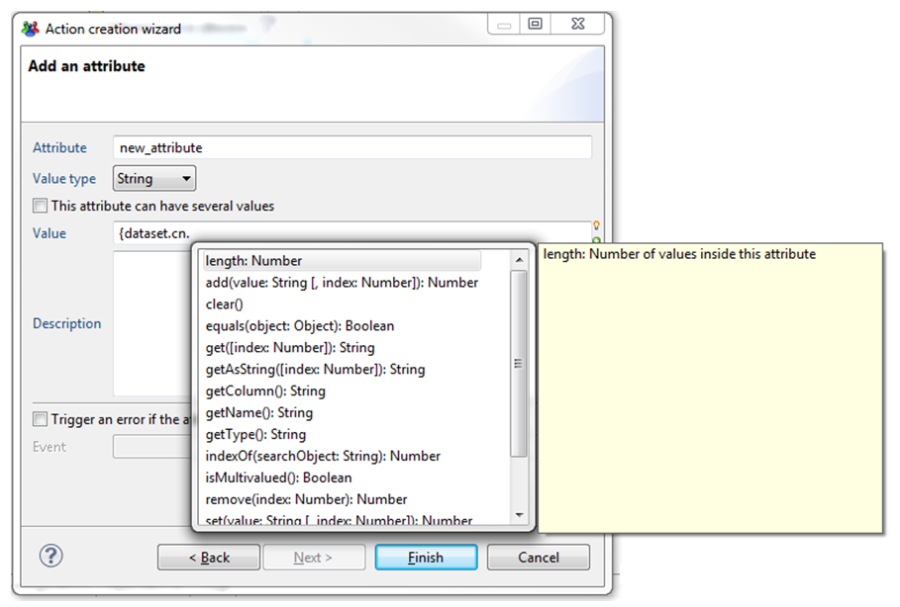 Action creation wizard
Add an attribute
Attribute new_attribute
Value type String
This attribute can have several values
Value {dataset.cn.
length: Number
length: Number of values inside this attribute
add(value: String [, index: Number]): Number
clear()
equals(object: Object): Boolean
Description
get([index: Number]): String
getAsString([index: Number]): String
getColumn(): String
getName(): String
Trigger an error if the
getType(): String
Event
indexOf(searchObject: String): Number
isMultivalued(): Boolean
remove(index: Number): Number
set(value: String [, index: Number]): Number
? < Back Next > Finish Cancel